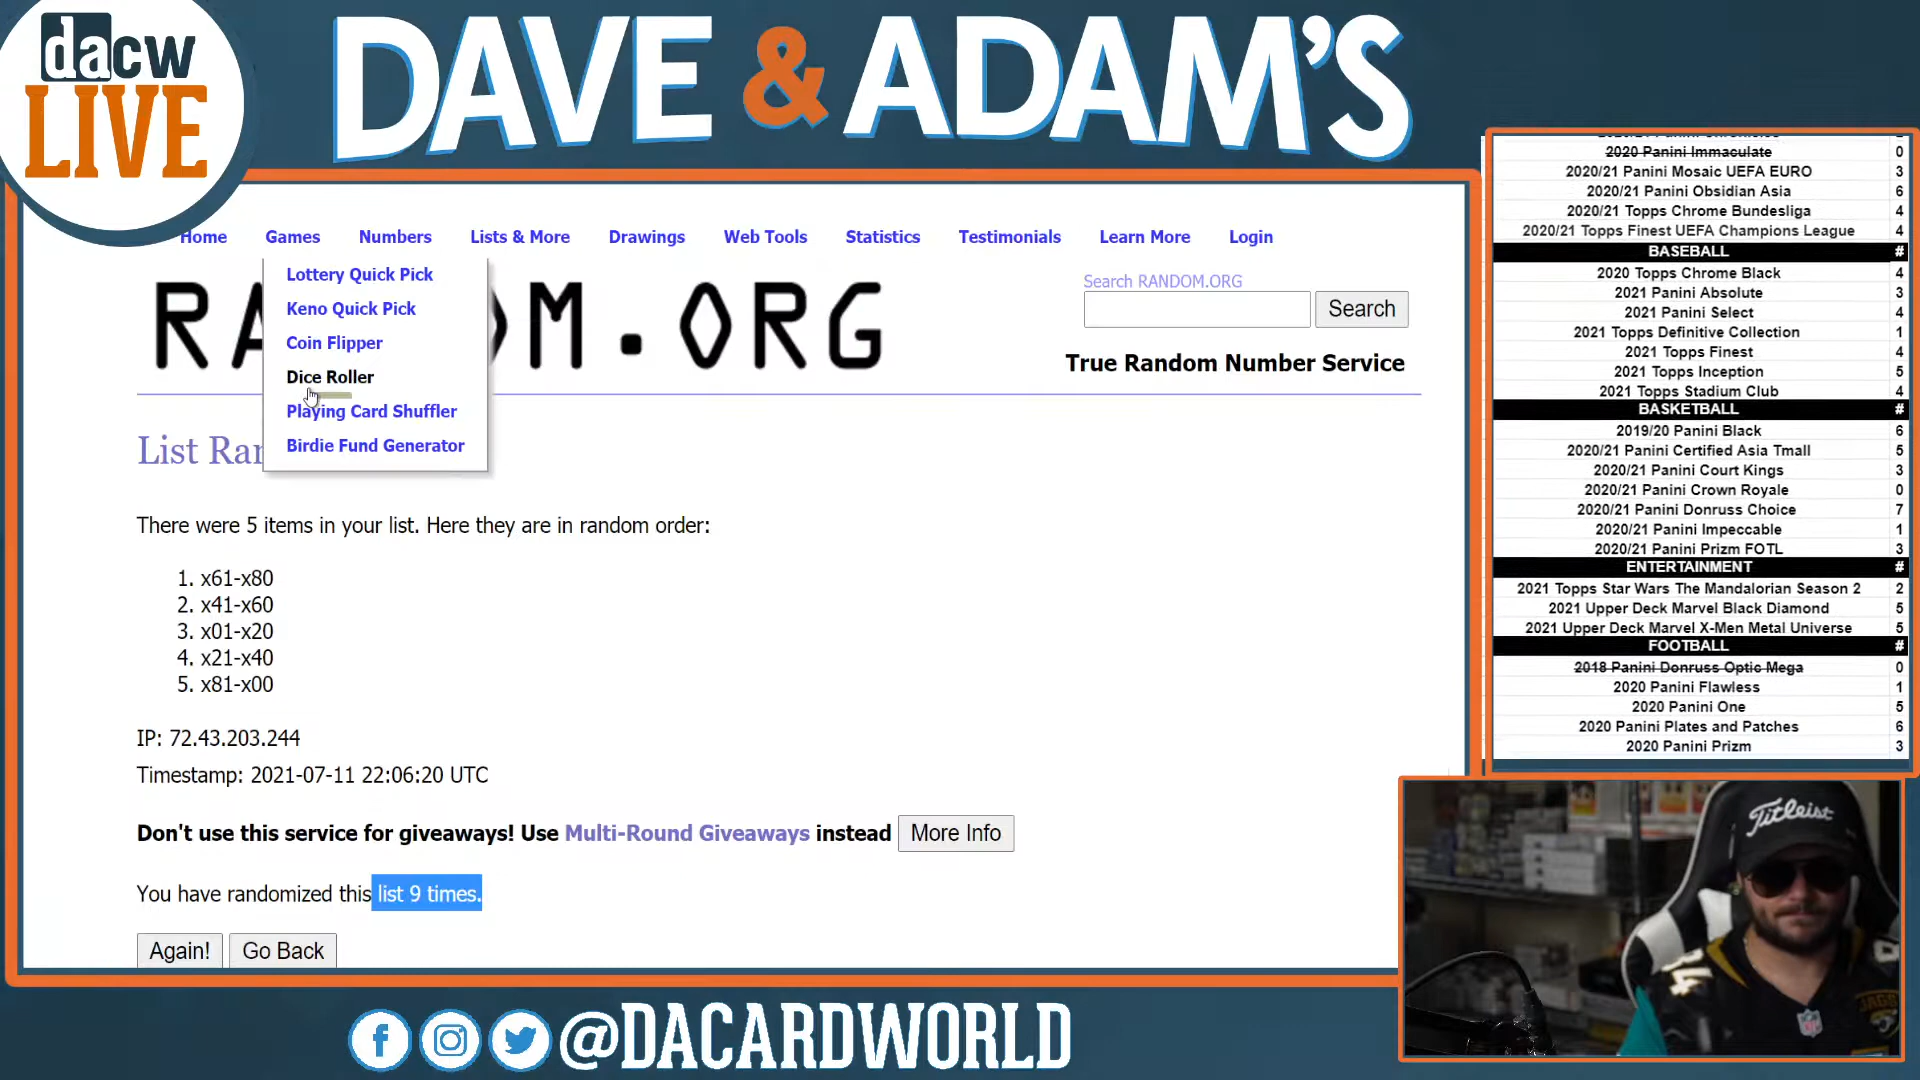 dacw
LIVE
DAVE & ADAM'S
Home Games Numbers Lists & More Drawings Web Tools Statistics Testimonials Learn More Login
Lottery Quick Pick
Keno Quick Pick
Coin Flipper
Dice Roller
Playing Card Shuffler
Birdie Fund Generator
RANDOM.ORG
Search RANDOM.ORG
Search
True Random Number Service
List Ran
There were 5 items in your list. Here they are in random order:
1. x61-x80
2. x41-x60
3. x01-x20
4. x21-x40
5. x81-x00
IP: 72.43.203.244
Timestamp: 2021-07-11 22:06:20 UTC
Don't use this service for giveaways! Use Multi-Round Giveaways instead More Info
You have randomized this list 9 times.
Again! Go Back
2020 Panini Immaculate 0
2020/21 Panini Mosaic UEFA EURO 3
2020/21 Panini Obsidian Asia 6
2020/21 Topps Chrome Bundesliga 4
2020/21 Topps Finest UEFA Champions League 4
BASEBALL #
2020 Topps Chrome Black 4
2021 Panini Absolute 3
2021 Panini Select 4
2021 Topps Definitive Collection 1
2021 Topps Finest 4
2021 Topps Inception 5
2021 Topps Stadium Club 4
BASKETBALL #
2019/20 Panini Black 6
2020/21 Panini Certified Asia Tmall 5
2020/21 Panini Court Kings 3
2020/21 Panini Crown Royale 0
2020/21 Panini Donruss Choice 7
2020/21 Panini Impeccable 1
2020/21 Panini Prizm FOTL 3
ENTERTAINMENT #
2021 Topps Star Wars The Mandalorian Season 2 2
2021 Upper Deck Marvel Black Diamond 5
2021 Upper Deck Marvel X-Men Metal Universe 5
FOOTBALL #
2018 Panini Donruss Optic Mega 0
2020 Panini Flawless 1
2020 Panini One 5
2020 Panini Plates and Patches 6
2020 Panini Prizm 3
Titleist
JAGS
@DACARDWORLD